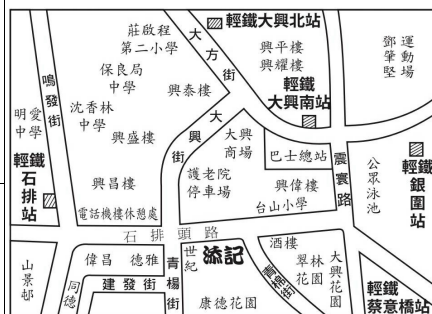 莊啟程
第二小學
大方街
輕鐵大興北站
興平樓
興耀樓
鄧肇堅
運動場
保良局
中學
鳴發街
興泰樓
輕鐵
大興南站
沈香林
中學
明愛
中學
大興街
興盛樓
大興
商場
巴士總站
震寰路
公眾泳池
輕鐵
銀圍站
輕鐵
石排站
護老院
停車場
興昌樓
興偉樓
電話機樓休憩處
台山小學
石排頭路
偉昌
德雅
世紀
添記
酒樓
翠林
花園
大興花園
山景邨
同德
建發街
青楊街
康德花園
青棉街
輕鐵
蔡意橋站